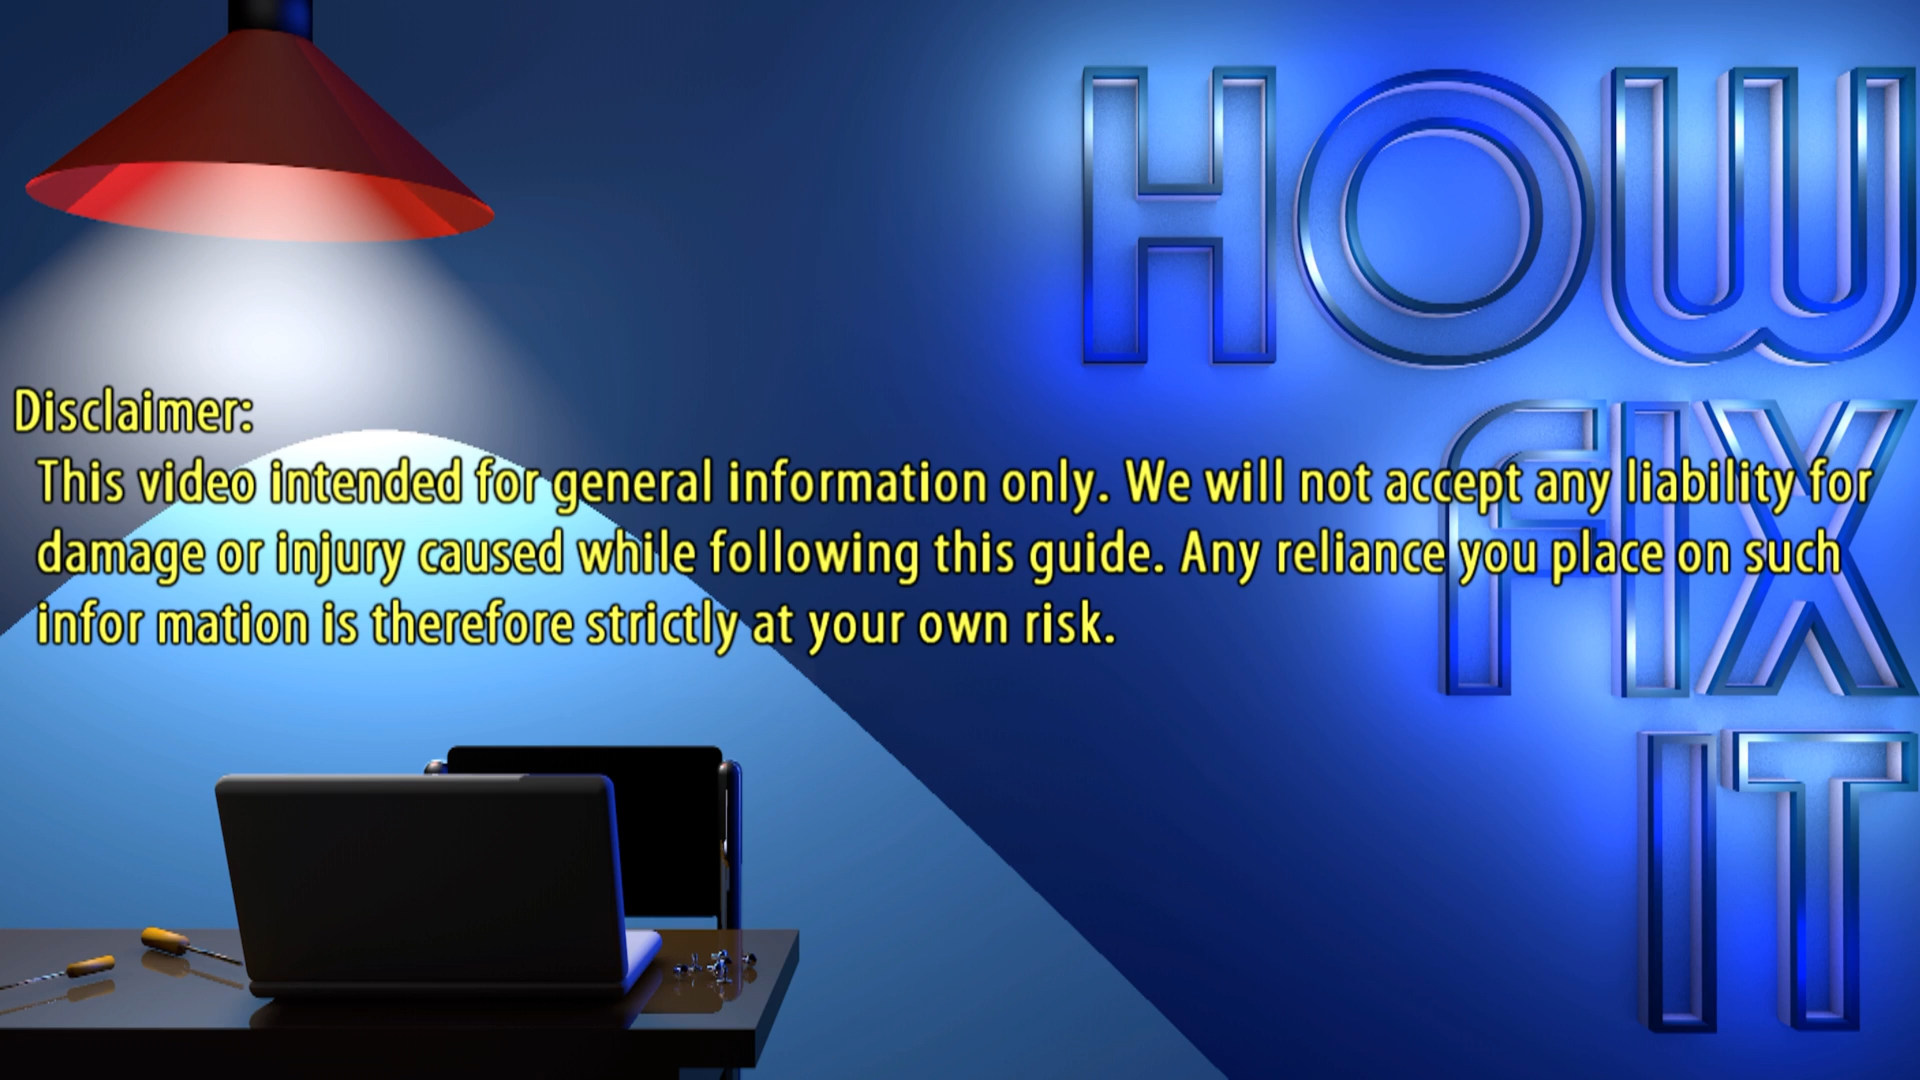 HOW
FIX
IT
Disclaimer:
This video intended for general information only. We will not accept any liability for
damage or injury caused while following this guide. Any reliance you place on such
infor mation is therefore strictly at your own risk.